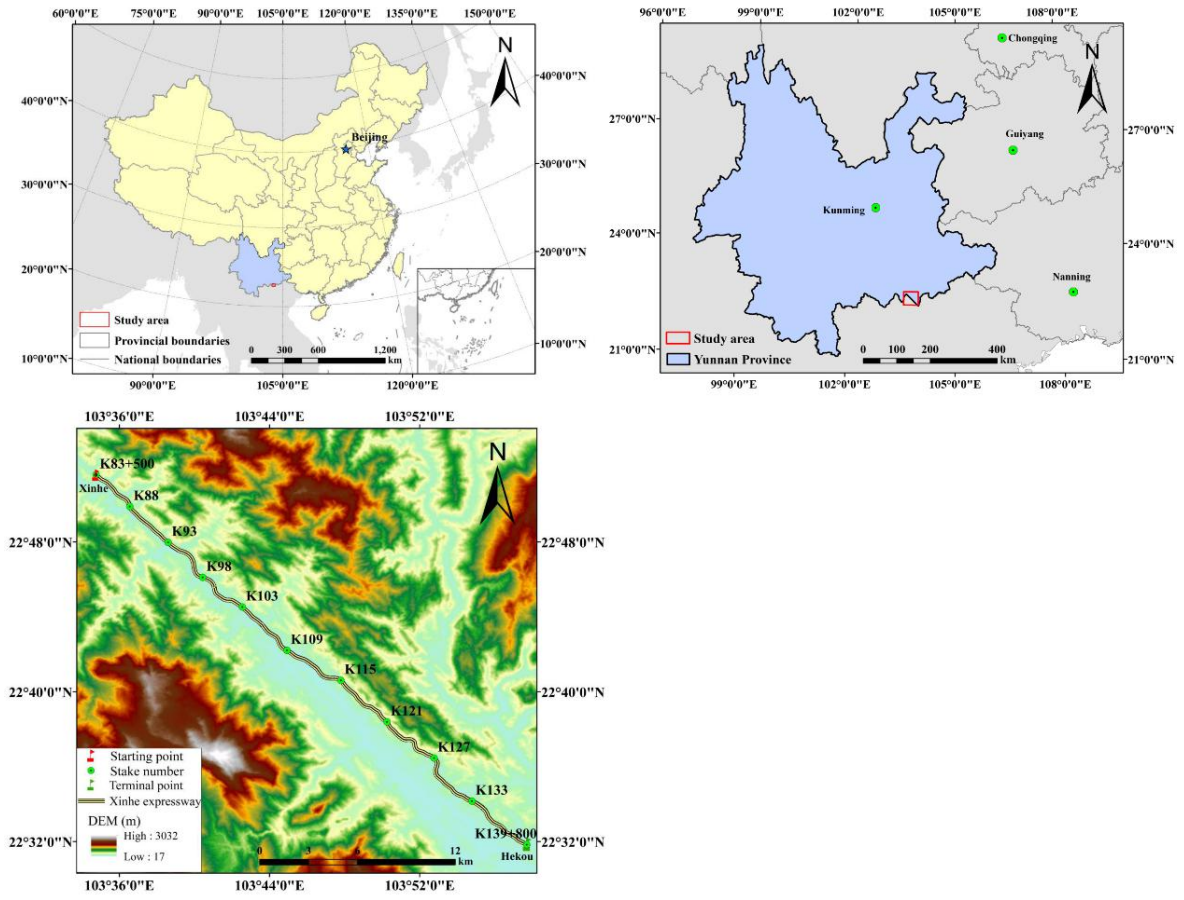 60°0'0"E 75°0'0"E 90°0'0"E 105°0'0"E 120°0'0"E 135°0'0"E 150°0'0"E
N
40°0'0"N
40°0'0"N
Beijing
30°0'0"N
30°0'0"N
20°0'0"N
20°0'0"N
10°0'0"N
10°0'0"N
Study area
Provincial boundaries
National boundaries
0 300 600 1,200
km
90°0'0"E 105°0'0"E 120°0'0"E
96°0'0"E 99°0'0"E 102°0'0"E 105°0'0"E 108°0'0"E
Chongqing
N
27°0'0"N
27°0'0"N
Guiyang
Kunming
24°0'0"N
24°0'0"N
Nanning
Study area
Yunnan Province
0 100 200 400
km
21°0'0"N
21°0'0"N
99°0'0"E 102°0'0"E 105°0'0"E 108°0'0"E
103°36'0"E 103°44'0"E 103°52'0"E
N
K83+500
Xinhe
K88
K93
22°48'0"N
22°48'0"N
K98
K103
K109
K115
22°40'0"N
22°40'0"N
K121
K127
K133
K139+800
Hekou
22°32'0"N
22°32'0"N
Starting point
Stake number
Terminal point
Xinhe expressway
DEM (m)
High : 3032
Low : 17
0 3 6 12
km
103°36'0"E 103°44'0"E 103°52'0"E